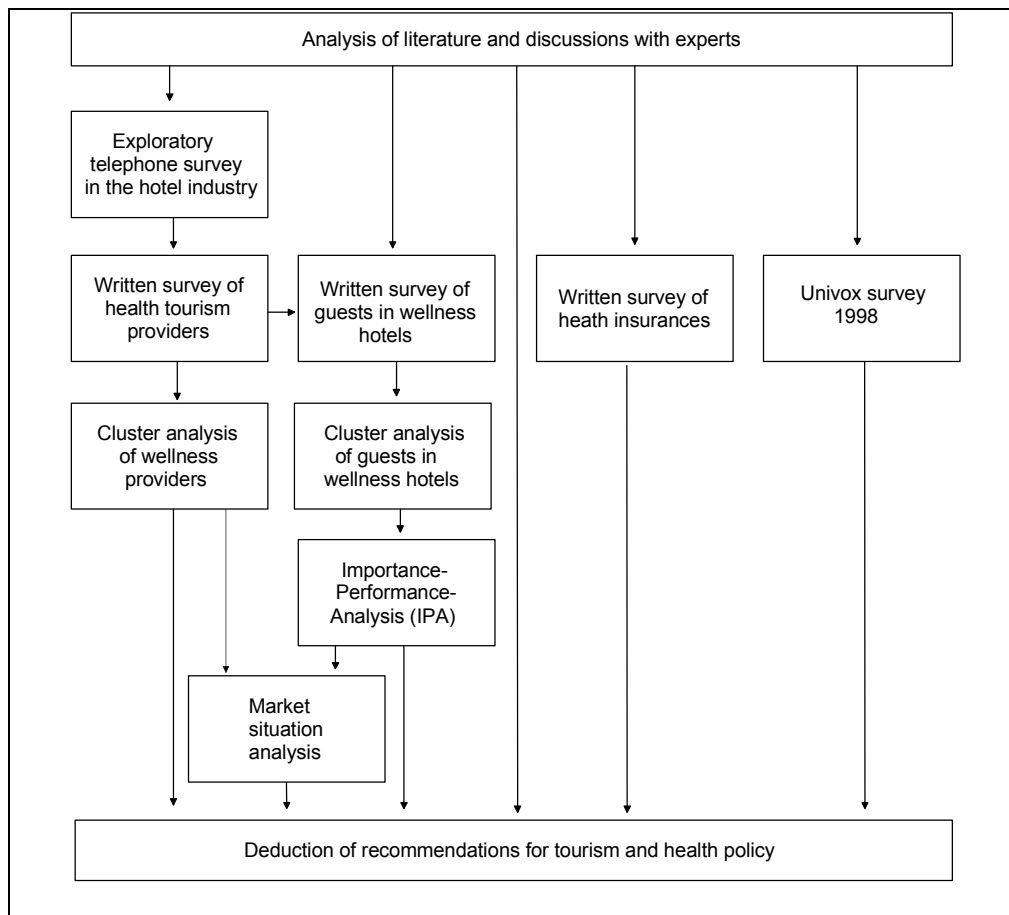 Analysis of literature and discussions with experts
Exploratory
telephone survey
in the hotel industry
Written survey of
health tourism
providers
Written survey of
guests in wellness
hotels
Written survey of
heath insurances
Univox survey
1998
Cluster analysis
of wellness
providers
Cluster analysis
of guests in
wellness hotels
Importance-
Performance-
Analysis (IPA)
Market
situation
analysis
Deduction of recommendations for tourism and health policy